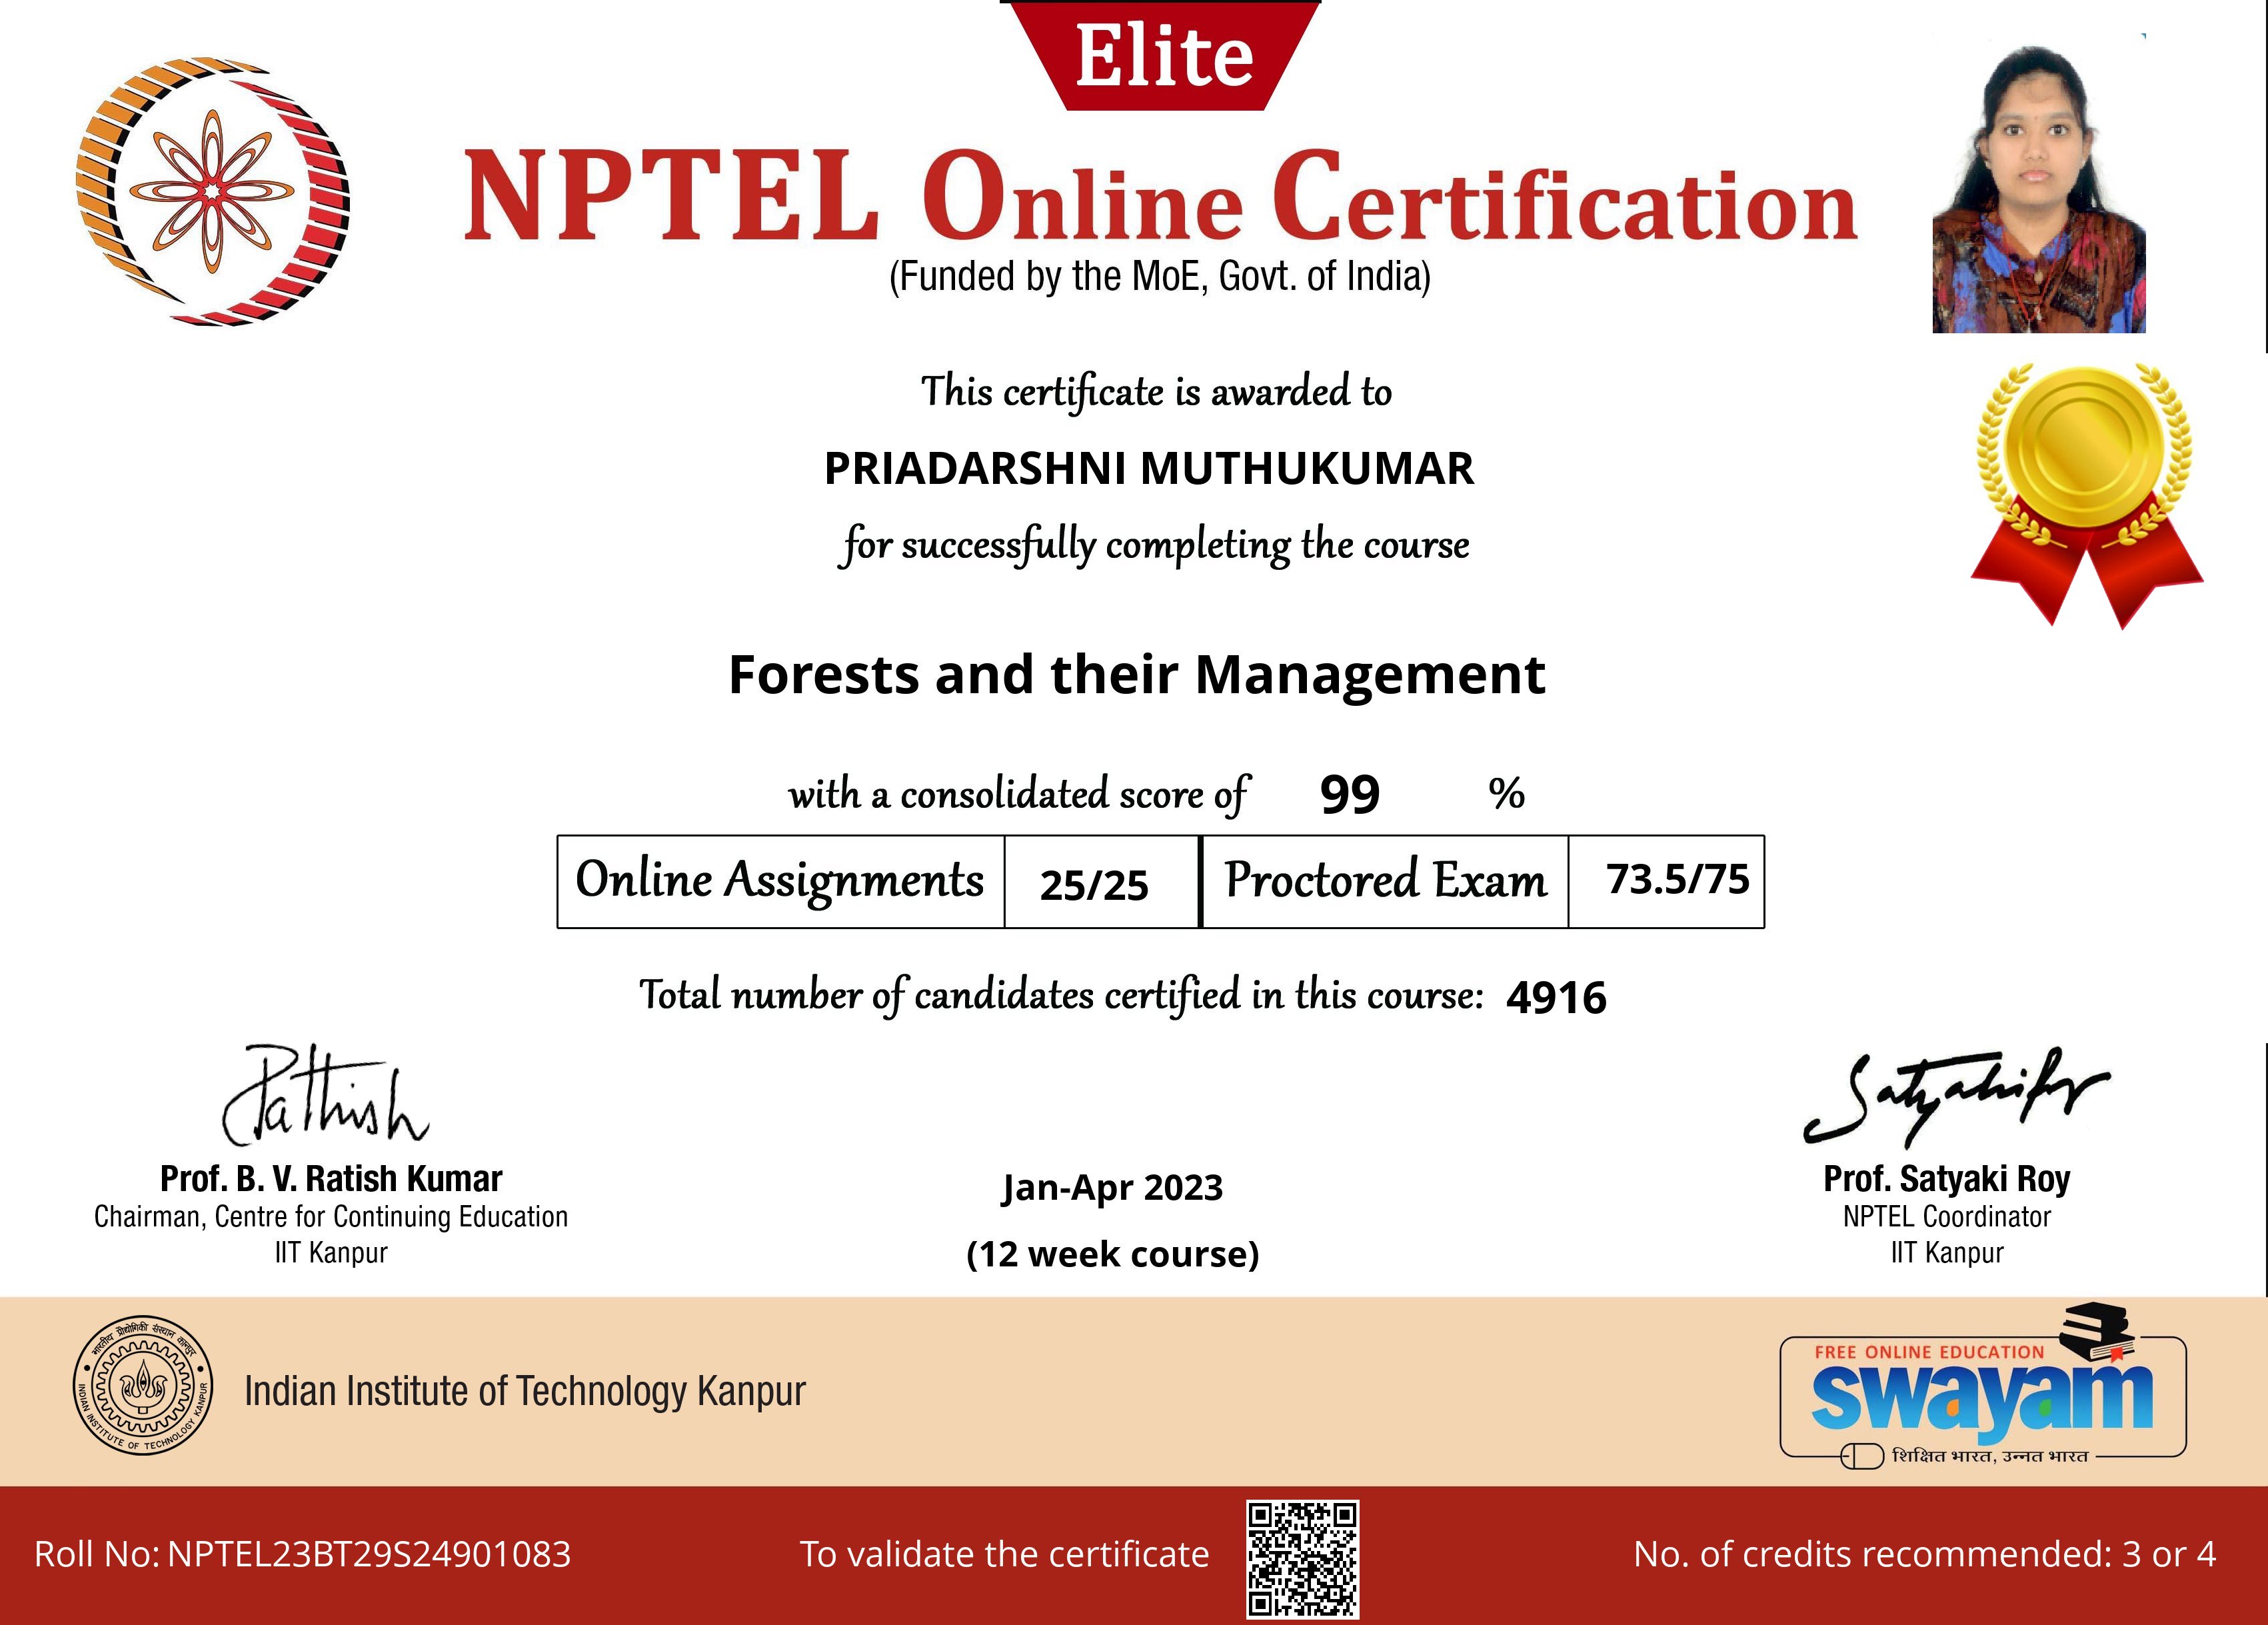 Elite
NPTEL Online Certification
(Funded by the MoE, Govt. of India)
This certificate is awarded to
PRIADARSHNI MUTHUKUMAR
for successfully completing the course
Forests and their Management
with a consolidated score of 99 %
Online Assignments 25/25 Proctored Exam 73.5/75
Total number of candidates certified in this course: 4916
Prof. B. V. Ratish Kumar
Chairman, Centre for Continuing Education
IIT Kanpur
Jan-Apr 2023
(12 week course)
Prof. Satyaki Roy
NPTEL Coordinator
IIT Kanpur
भारतीय प्रौद्योगिकी संस्थान कानपुर
INDIAN INSTITUTE OF TECHNOLOGY KANPUR
Indian Institute of Technology Kanpur
FREE ONLINE EDUCATION
swayam
शिक्षित भारत, उन्नत भारत
Roll No: NPTEL23BT29S24901083
To validate the certificate
No. of credits recommended: 3 or 4